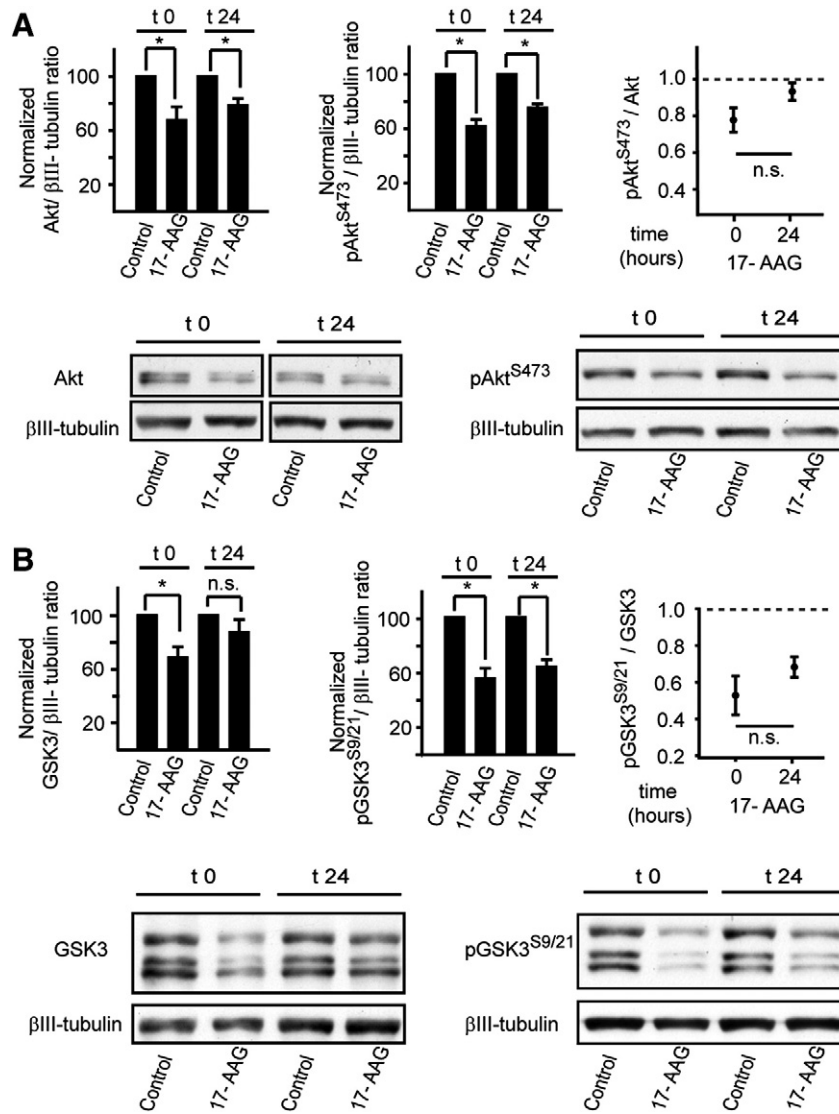 A
t 0 t 24
* *
Normalized
Akt/ βIII- tubulin ratio
100
60
20
Control
17- AAG
Control
17- AAG
t 0 t 24
* *
Normalized
pAkt^S473 / βIII- tubulin ratio
100
60
20
Control
17- AAG
Control
17- AAG
pAkt^S473 / Akt
1.0
0.8
0.6
0.4
n.s.
time
(hours)
0 24
17- AAG
t 0 t 24
Akt
βIII-tubulin
Control
17- AAG
Control
17- AAG
t 0 t 24
pAkt^S473
βIII-tubulin
Control
17- AAG
Control
17- AAG
B
t 0 t 24
* n.s.
Normalized
GSK3/ βIII- tubulin ratio
100
60
20
Control
17- AAG
Control
17- AAG
t 0 t 24
* *
Normalized
pGSK3^S9/21/ βIII- tubulin ratio
100
60
20
Control
17- AAG
Control
17- AAG
pGSK3^S9/21 / GSK3
1.0
0.8
0.6
0.4
0.2
n.s.
time
(hours)
0 24
17- AAG
t 0 t 24
GSK3
βIII-tubulin
Control
17- AAG
Control
17- AAG
t 0 t 24
pGSK3^S9/21
βIII-tubulin
Control
17- AAG
Control
17- AAG